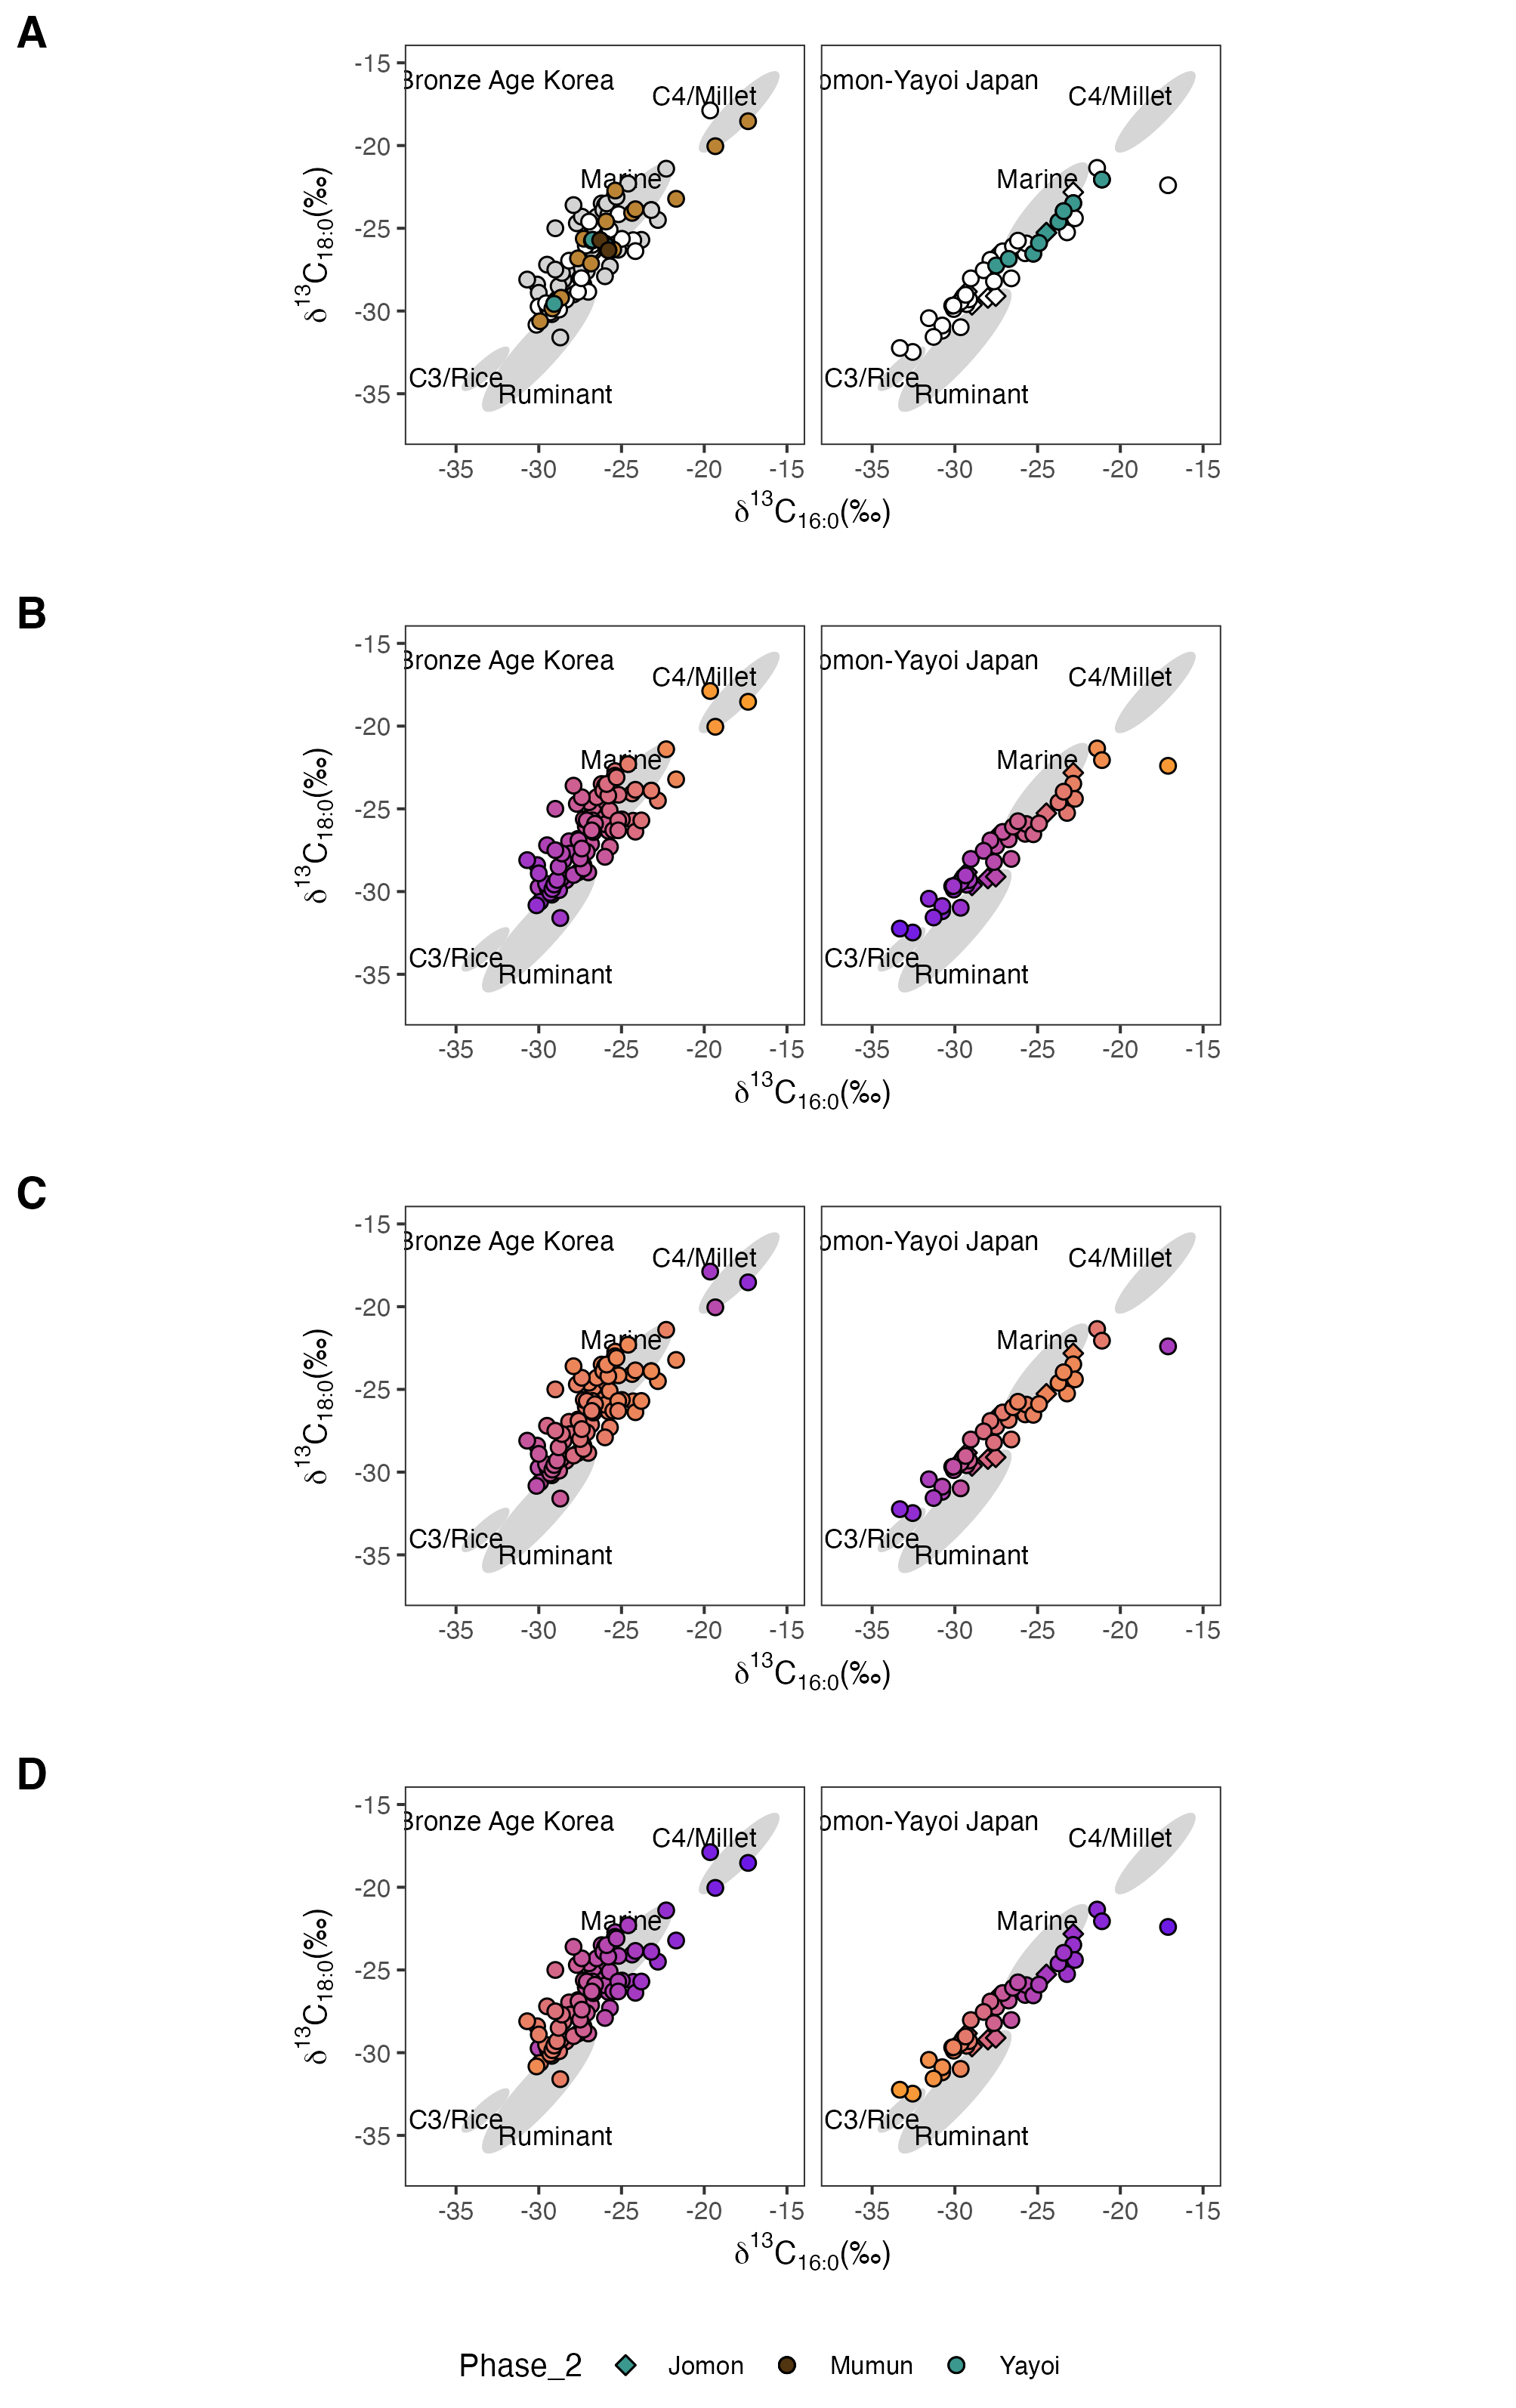 A
Bronze Age Korea
C4/Millet
Marine
C3/Rice
Ruminant
omon-Yayoi Japan
C4/Millet
Marine
C3/Rice
Ruminant
-15
-20
-25
-30
-35
δ13C18:0(‰)
-35 -30 -25 -20 -15
-35 -30 -25 -20 -15
δ13C16:0(‰)
B
Bronze Age Korea
C4/Millet
Marine
C3/Rice
Ruminant
omon-Yayoi Japan
C4/Millet
Marine
C3/Rice
Ruminant
-15
-20
-25
-30
-35
δ13C18:0(‰)
-35 -30 -25 -20 -15
-35 -30 -25 -20 -15
δ13C16:0(‰)
C
Bronze Age Korea
C4/Millet
Marine
C3/Rice
Ruminant
omon-Yayoi Japan
C4/Millet
Marine
C3/Rice
Ruminant
-15
-20
-25
-30
-35
δ13C18:0(‰)
-35 -30 -25 -20 -15
-35 -30 -25 -20 -15
δ13C16:0(‰)
D
Bronze Age Korea
C4/Millet
Marine
C3/Rice
Ruminant
omon-Yayoi Japan
C4/Millet
Marine
C3/Rice
Ruminant
-15
-20
-25
-30
-35
δ13C18:0(‰)
-35 -30 -25 -20 -15
-35 -30 -25 -20 -15
δ13C16:0(‰)
Phase_2 Jomon Mumun Yayoi